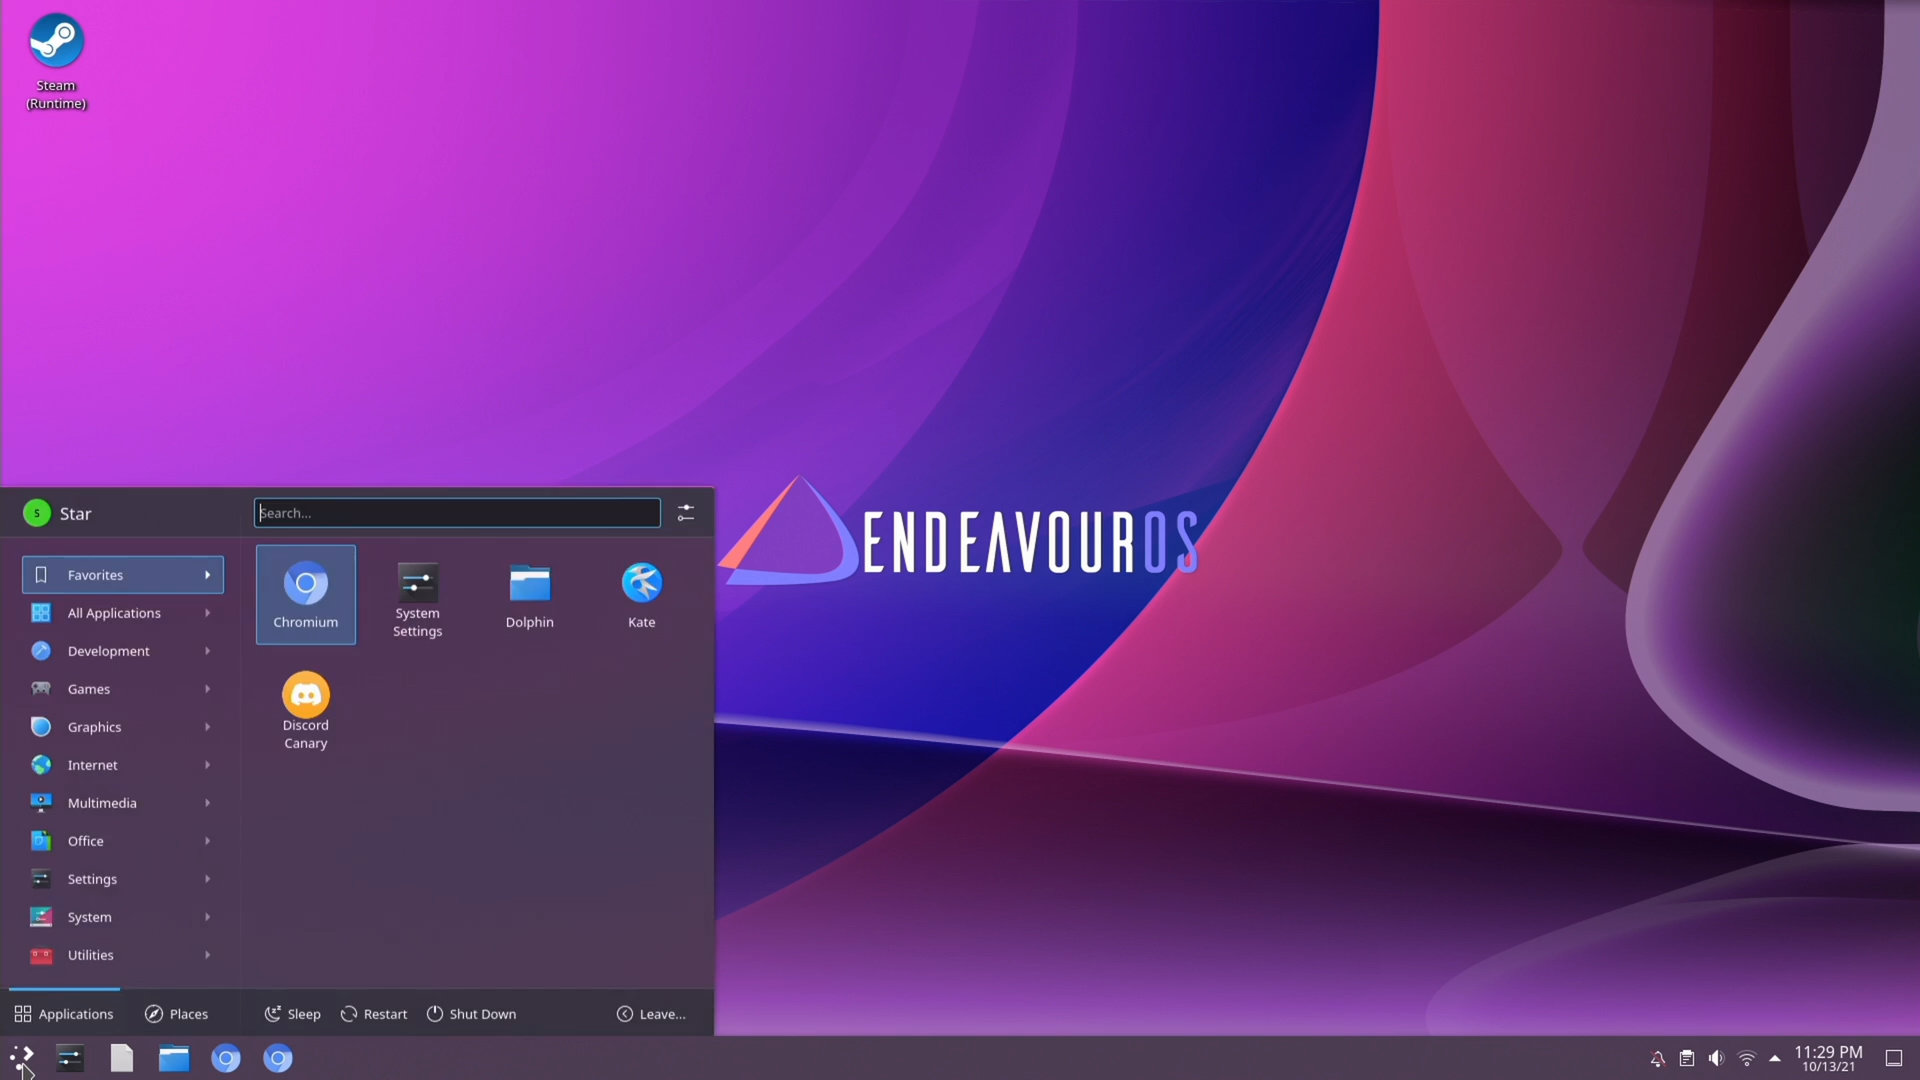 Steam
(Runtime)
S
Star
Search...
Favorites
All Applications
Development
Games
Graphics
Internet
Multimedia
Office
Settings
System
Utilities
Chromium
System
Settings
Dolphin
Kate
Discord
Canary
ENDEAVOUROS
Applications
Places
Sleep
Restart
Shut Down
Leave...
11:29 PM
10/13/21